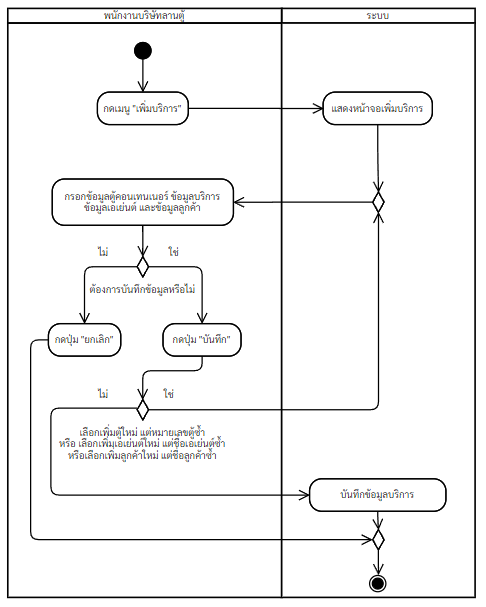 พนักงานบริษัทลานตู้
ระบบ
กดเมนู "เพิ่มบริการ"
แสดงหน้าจอเพิ่มบริการ
กรอกข้อมูลตู้คอนเทนเนอร์ ข้อมูลบริการ
ข้อมูลเอเย่นต์ และข้อมูลลูกค้า
ไม่
ใช่
ต้องการบันทึกข้อมูลหรือไม่
กดปุ่ม "ยกเลิก"
กดปุ่ม "บันทึก"
ไม่
ใช่
เลือกเพิ่มตู้ใหม่ แต่หมายเลขตู้ซ้ำ
หรือ เลือกเพิ่มเอเย่นต์ใหม่ แต่ชื่อเอเย่นต์ซ้ำ
หรือเลือกเพิ่มลูกค้าใหม่ แต่ชื่อลูกค้าซ้ำ
บันทึกข้อมูลบริการ